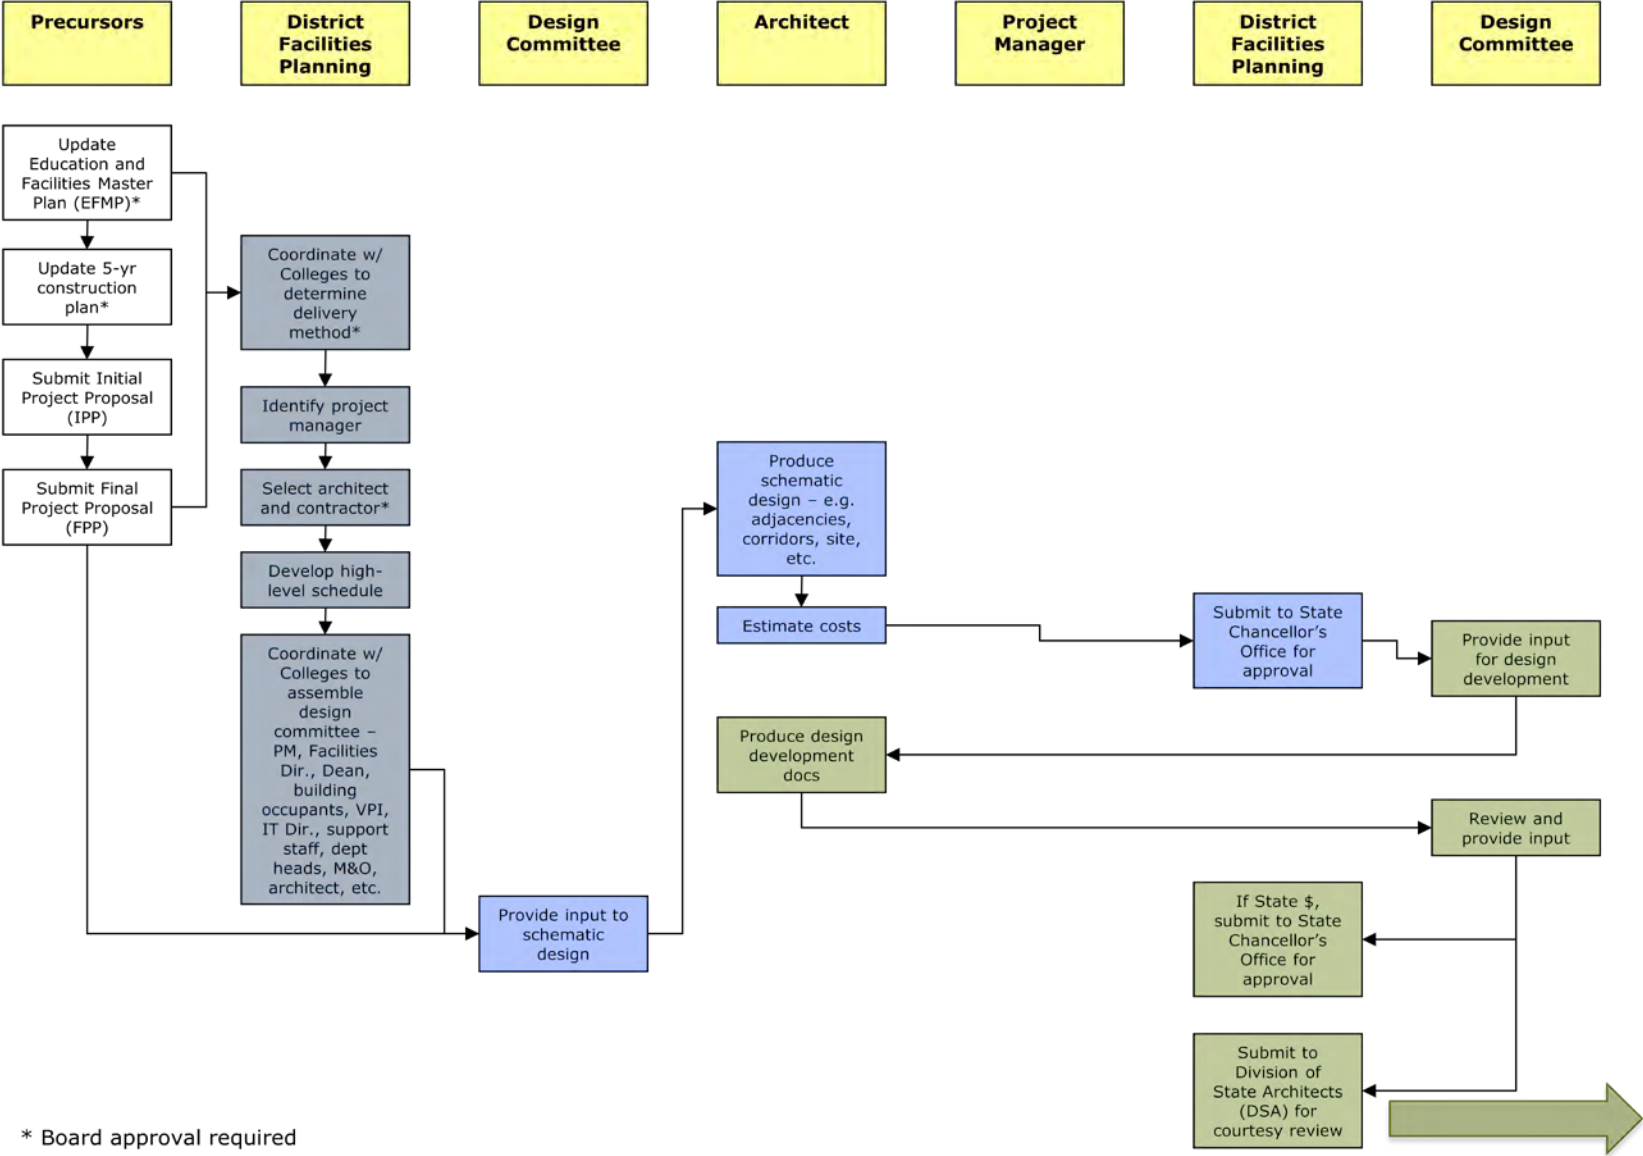 Precursors
District
Facilities
Planning
Design
Committee
Architect
Project
Manager
District
Facilities
Planning
Design
Committee
Update
Education and
Facilities Master
Plan (EFMP)*
Update 5-yr
construction
plan*
Submit Initial
Project Proposal
(IPP)
Submit Final
Project Proposal
(FPP)
Coordinate w/
Colleges to
determine
delivery
method*
Identify project
manager
Select architect
and contractor*
Develop high-
level schedule
Coordinate w/
Colleges to
assemble
design
committee –
PM, Facilities
Dir., Dean,
building
occupants, VPI,
IT Dir., support
staff, dept
heads, M&O,
architect, etc.
Provide input to
schematic
design
Produce
schematic
design – e.g.
adjacencies,
corridors, site,
etc.
Estimate costs
Submit to State
Chancellor's
Office for
approval
Provide input
for design
development
Produce design
development
docs
Review and
provide input
If State $,
submit to State
Chancellor's
Office for
approval
Submit to
Division of
State Architects
(DSA) for
courtesy review
* Board approval required